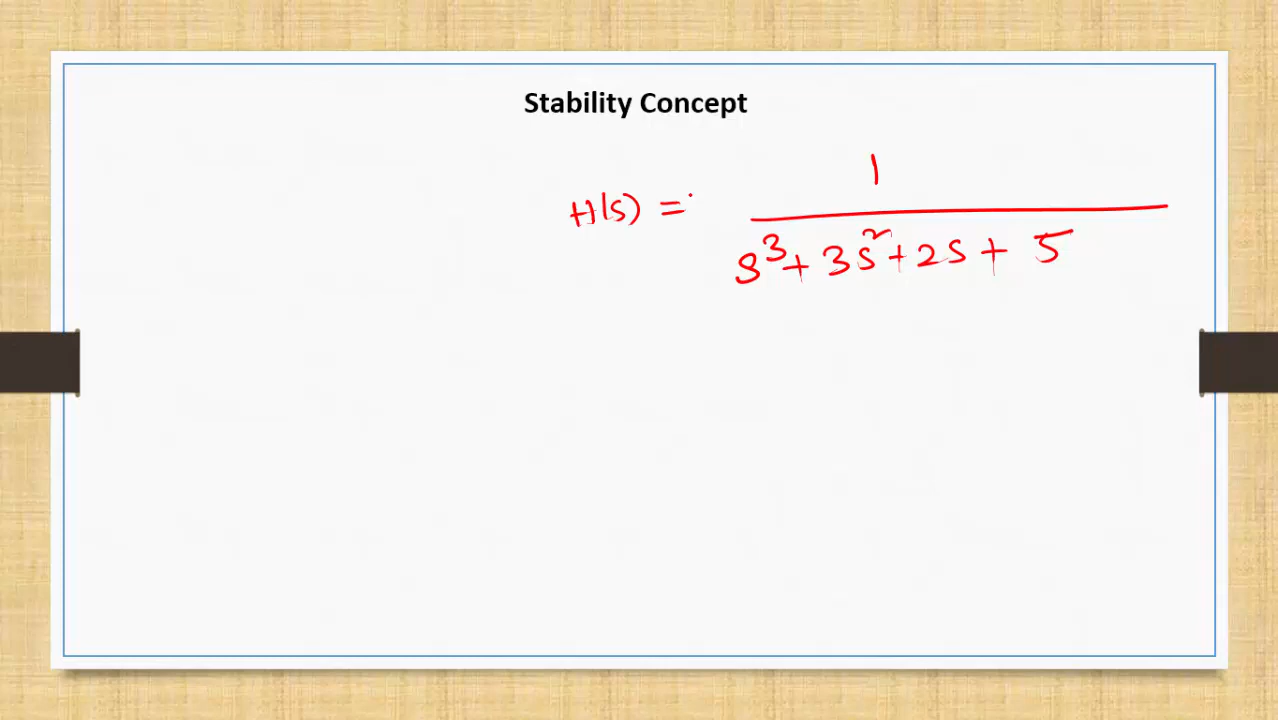 Stability Concept
H(s) = 1 / s³ + 3s² + 2s + 5